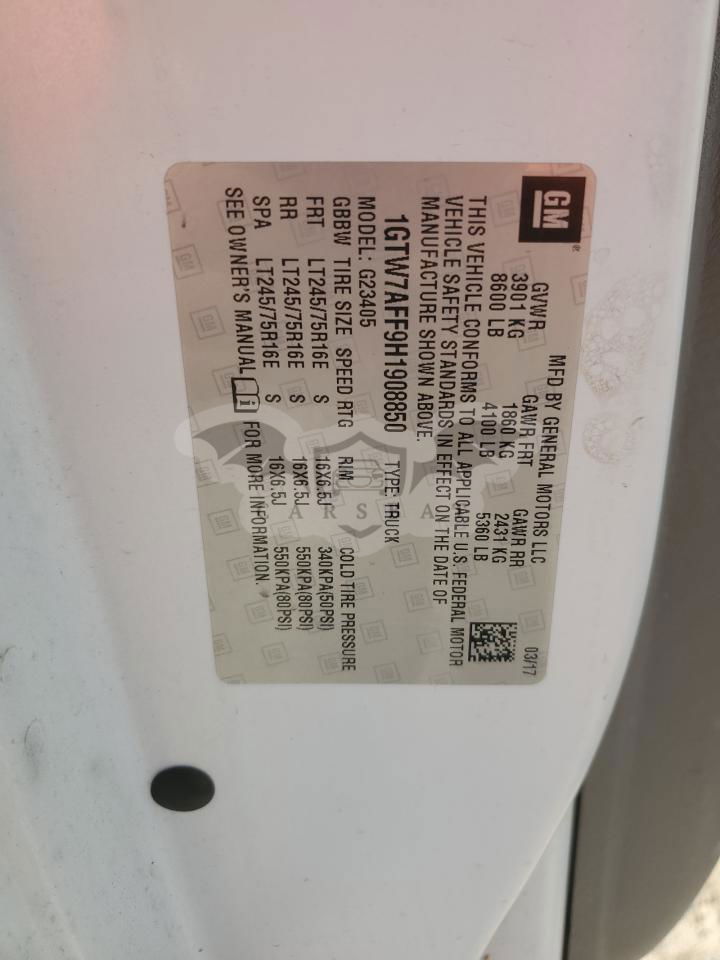 GM
MFD BY GENERAL MOTORS LLC
03/17
GVWR GAWR FRT GAWR RR
3901 KG 1860 KG 2431 KG
8600 LB 4100 LB 5360 LB
THIS VEHICLE CONFORMS TO ALL APPLICABLE U.S. FEDERAL MOTOR
VEHICLE SAFETY STANDARDS IN EFFECT ON THE DATE OF
MANUFACTURE SHOWN ABOVE.
1GTW7AFF9H1908850 TYPE: TRUCK
MODEL: G23405
GBBW TIRE SIZE SPEED RTG RIM COLD TIRE PRESSURE
FRT LT245/75R16E S 16X6.5J 340KPA(50PSI)
RR LT245/75R16E S 16X6.5J 550KPA(80PSI)
SPA LT245/75R16E S 16X6.5J 550KPA(80PSI)
SEE OWNER'S MANUAL FOR MORE INFORMATION.